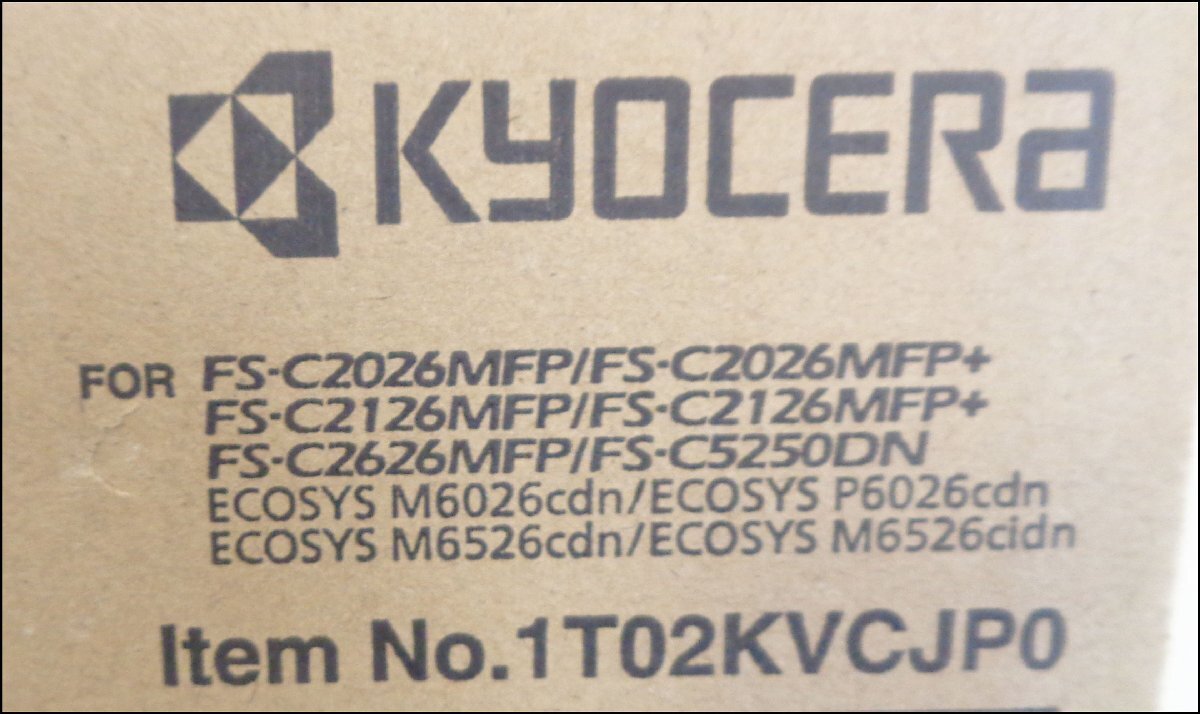 KYOCERA
FOR FS-C2026MFP/FS-C2026MFP+
FS-C2126MFP/FS-C2126MFP+
FS-C2626MFP/FS-C5250DN
ECOSYS M6026cdn/ECOSYS P6026cdn
ECOSYS M6526cdn/ECOSYS M6526cidn
Item No.1T02KVCJP0